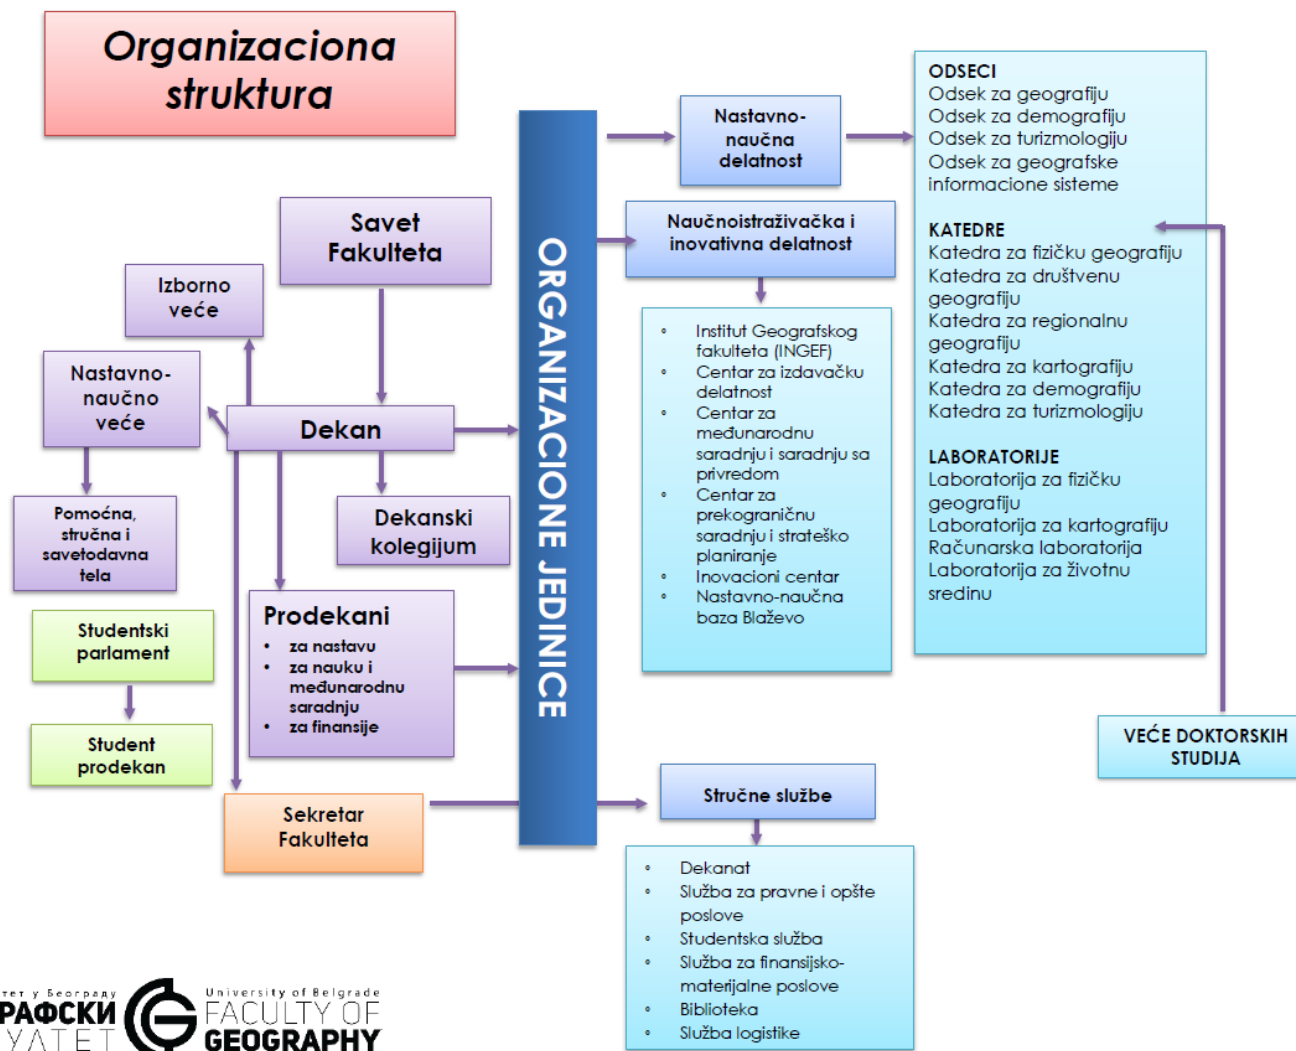 Organizaciona
struktura
Savet
Fakulteta
Izborno
veće
Nastavno-
naučno
veće
Dekan
Pomoćna,
stručna i
savetodavna
tela
Dekanski
kolegijum
Studentski
parlament
Student
prodekan
Prodekani
• za nastavu
• za nauku i
međunarodnu
saradnju
• za finansije
Sekretar
Fakulteta
ORGANIZACIONE JEDINICE
Nastavno-
naučna
delatnost
Naučnoistraživačka i
inovativna delatnost
Institut Geografskog
fakulteta (INGEF)
Centar za izdavačku
delatnost
Centar za
međunarodnu
saradnju i saradnju sa
privredom
Centar za
prekograničnu
saradnju i strateško
planiranje
Inovacioni centar
Nastavno-naučna
baza Blaževo
ODSECI
Odsek za geografiju
Odsek za demografiju
Odsek za turizmologiju
Odsek za geografske
informacione sisteme
KATEDRE
Katedra za fizičku geografiju
Katedra za društvenu
geografiju
Katedra za regionalnu
geografiju
Katedra za kartografiju
Katedra za demografiju
Katedra za turizmologiju
LABORATORIJE
Laboratorija za fizičku
geografiju
Laboratorija za kartografiju
Računarska laboratorija
Laboratorija za životnu
sredinu
VEĆE DOKTORSKIH
STUDIJA
Stručne službe
Dekanat
Služba za pravne i opšte
poslove
Studentska služba
Služba za finansijsko-
materijalne poslove
Biblioteka
Služba logistike
тет у Београду
РАФСКИ
УЛТЕТ
University of Belgrade
FACULTY OF
GEOGRAPHY